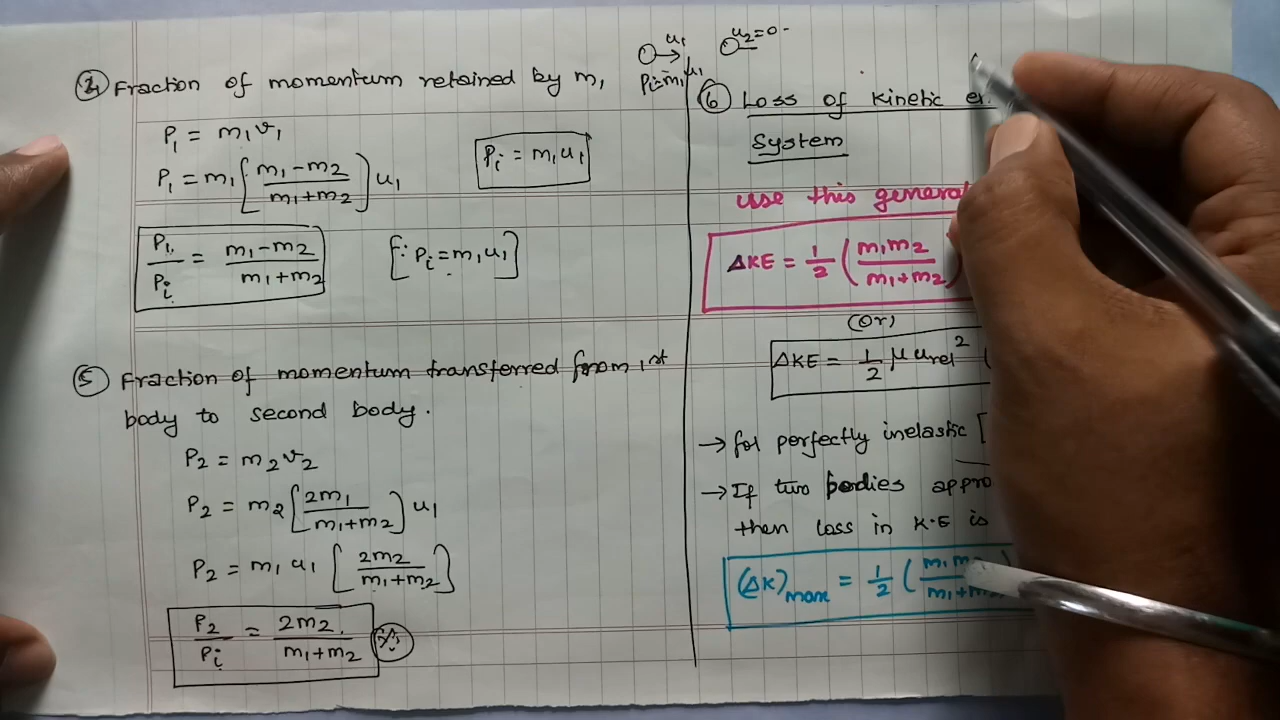 u₁ u₂=0
Pᵢ=m₁u₁
④ Fraction of momentum retained by m₁
P₁ = m₁v₁
P₁ = m₁[(m₁-m₂)/(m₁+m₂)]u₁
Pᵢ = m₁u₁
P₁/Pᵢ = (m₁-m₂)/(m₁+m₂) [∵ Pᵢ=m₁u₁]
⑤ Fraction of momentum transferred from 1st
body to second body.
P₂ = m₂v₂
P₂ = m₂[2m₁/(m₁+m₂)]u₁
P₂ = m₁u₁[2m₂/(m₁+m₂)]
P₂/Pᵢ = 2m₂/(m₁+m₂)
⑥ Loss of kinetic
System
use this general
ΔKE = 1/2 (m₁m₂/(m₁+m₂))
(or)
ΔKE = 1/2 μ u_rel² (
→ for perfectly inelastic [
→ If two bodies
then loss in K.E is
(ΔK)max = 1/2 (